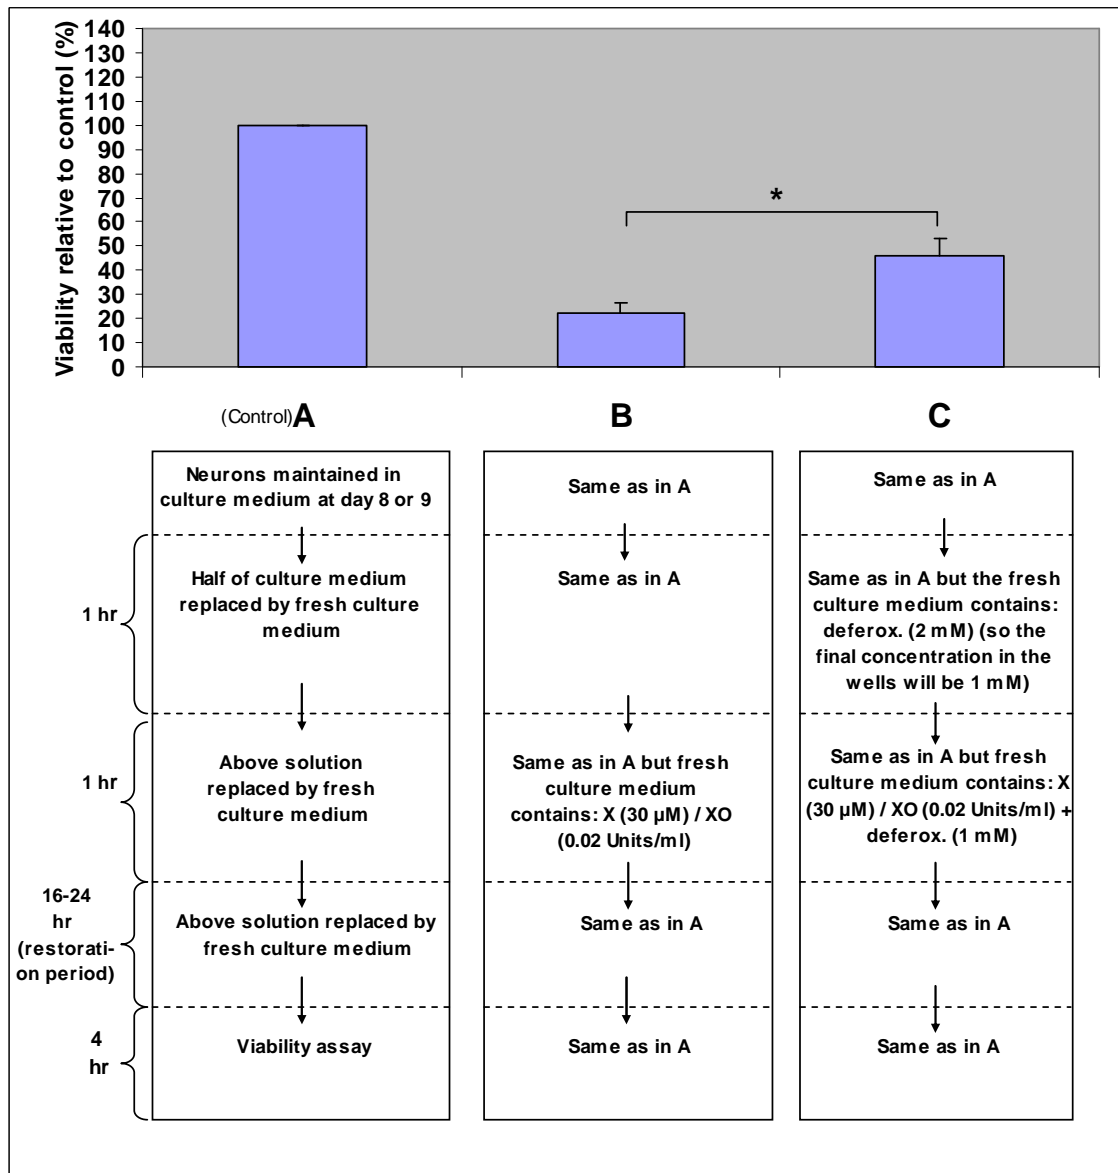 Viability relative to control (%)
140
130
120
110
100
90
80
70
60
50
40
30
20
10
0
*
(Control) A
B
C
Neurons maintained in
culture medium at day 8 or 9
Same as in A
Same as in A
1 hr
Half of culture medium
replaced by fresh culture
medium
Same as in A
Same as in A but the fresh
culture medium contains:
deferox. (2 mM) (so the
final concentration in the
wells will be 1 mM)
1 hr
Above solution
replaced by fresh
culture medium
Same as in A but fresh
culture medium
contains: X (30 µM) / XO
(0.02 Units/ml)
Same as in A but fresh
culture medium contains: X
(30 µM) / XO (0.02 Units/ml) +
deferox. (1 mM)
16-24
hr
(restorati-
on period)
Above solution replaced by
fresh culture medium
Same as in A
Same as in A
4
hr
Viability assay
Same as in A
Same as in A